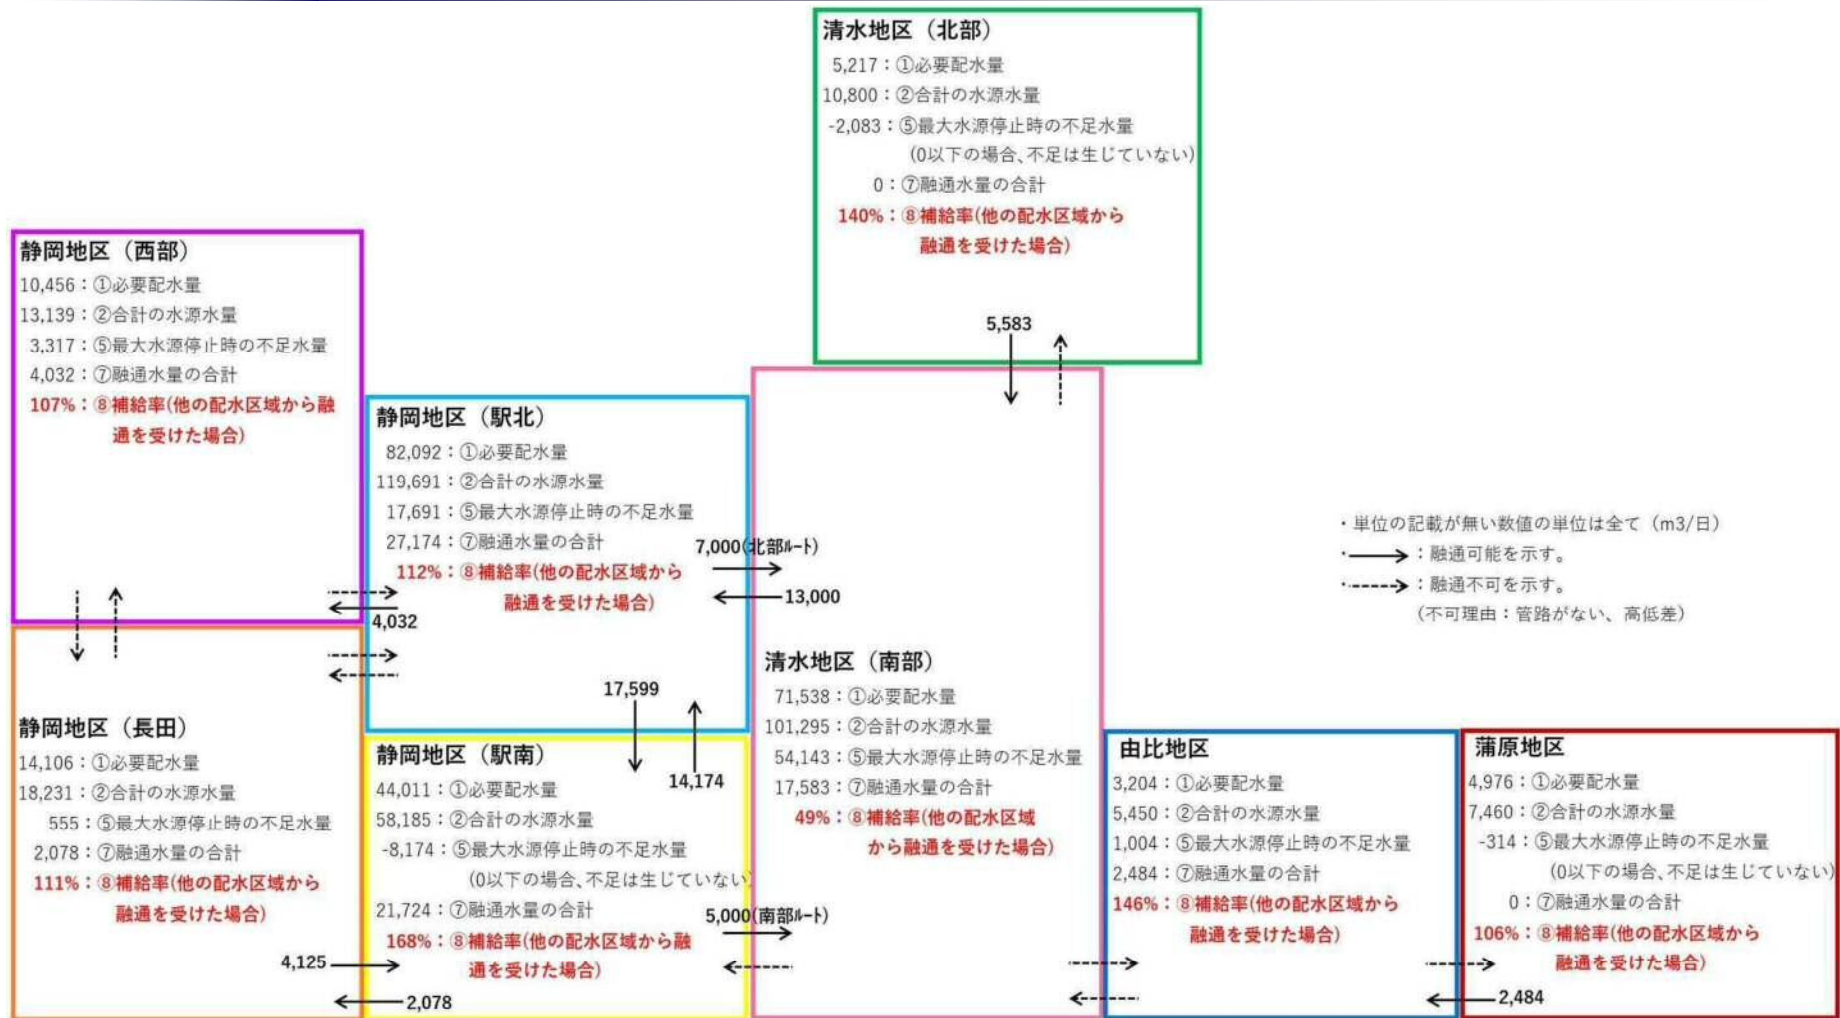 清水地区（北部）
5,217：①必要配水量
10,800：②合計の水源水量
-2,083：⑤最大水源停止時の不足水量
(0以下の場合、不足は生じていない)
0：⑦融通水量の合計
140%：⑧補給率(他の配水区域から
融通を受けた場合)
5,583
静岡地区（西部）
10,456：①必要配水量
13,139：②合計の水源水量
3,317：⑤最大水源停止時の不足水量
4,032：⑦融通水量の合計
107%：⑧補給率(他の配水区域から融
通を受けた場合)
静岡地区（駅北）
82,092：①必要配水量
119,691：②合計の水源水量
17,691：⑤最大水源停止時の不足水量
27,174：⑦融通水量の合計
112%：⑧補給率(他の配水区域から
融通を受けた場合)
7,000(北部ルート)
13,000
4,032
17,599
14,174
・単位の記載が無い数値の単位は全て（m3/日）
・：融通可能を示す。
・：融通不可を示す。
(不可理由：管路がない、高低差)
清水地区（南部）
71,538：①必要配水量
101,295：②合計の水源水量
54,143：⑤最大水源停止時の不足水量
17,583：⑦融通水量の合計
49%：⑧補給率(他の配水区域
から融通を受けた場合)
静岡地区（長田）
14,106：①必要配水量
18,231：②合計の水源水量
555：⑤最大水源停止時の不足水量
2,078：⑦融通水量の合計
111%：⑧補給率(他の配水区域から
融通を受けた場合)
4,125
2,078
静岡地区（駅南）
44,011：①必要配水量
58,185：②合計の水源水量
-8,174：⑤最大水源停止時の不足水量
(0以下の場合、不足は生じていない)
21,724：⑦融通水量の合計
168%：⑧補給率(他の配水区域から融
通を受けた場合)
5,000(南部ルート)
由比地区
3,204：①必要配水量
5,450：②合計の水源水量
1,004：⑤最大水源停止時の不足水量
2,484：⑦融通水量の合計
146%：⑧補給率(他の配水区域から
融通を受けた場合)
蒲原地区
4,976：①必要配水量
7,460：②合計の水源水量
-314：⑤最大水源停止時の不足水量
(0以下の場合、不足は生じていない)
0：⑦融通水量の合計
106%：⑧補給率(他の配水区域から
融通を受けた場合)
2,484